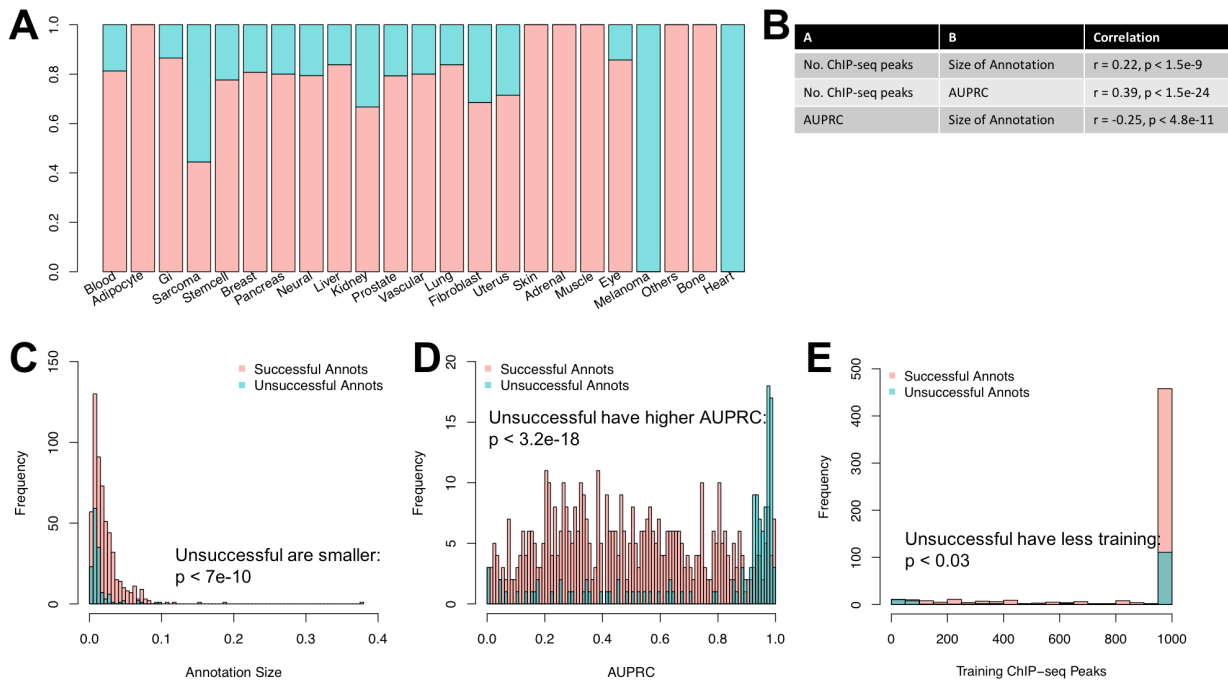 A
1.0
0.8
0.6
0.4
0.2
0.0
Blood
Adipocyte
Gi
Sarcoma
Stemcell
Breast
Pancreas
Neural
Liver
Kidney
Prostate
Vascular
Lung
Fibroblast
Uterus
Skin
Adrenal
Muscle
Eye
Melanoma
Others
Bone
Heart
B
A B Correlation
No. ChIP-seq peaks Size of Annotation r = 0.22, p < 1.5e-9
No. ChIP-seq peaks AUPRC r = 0.39, p < 1.5e-24
AUPRC Size of Annotation r = -0.25, p < 4.8e-11
C
Successful Annots
Unsuccessful Annots
Unsuccessful are smaller:
p < 7e-10
Frequency
150
100
50
0
0.0 0.1 0.2 0.3 0.4
Annotation Size
D
Successful Annots
Unsuccessful Annots
Unsuccessful have higher AUPRC:
p < 3.2e-18
Frequency
20
15
10
5
0
0.0 0.2 0.4 0.6 0.8 1.0
AUPRC
E
Successful Annots
Unsuccessful Annots
Unsuccessful have less training:
p < 0.03
Frequency
500
400
300
200
100
0
0 200 400 600 800 1000
Training ChIP-seq Peaks